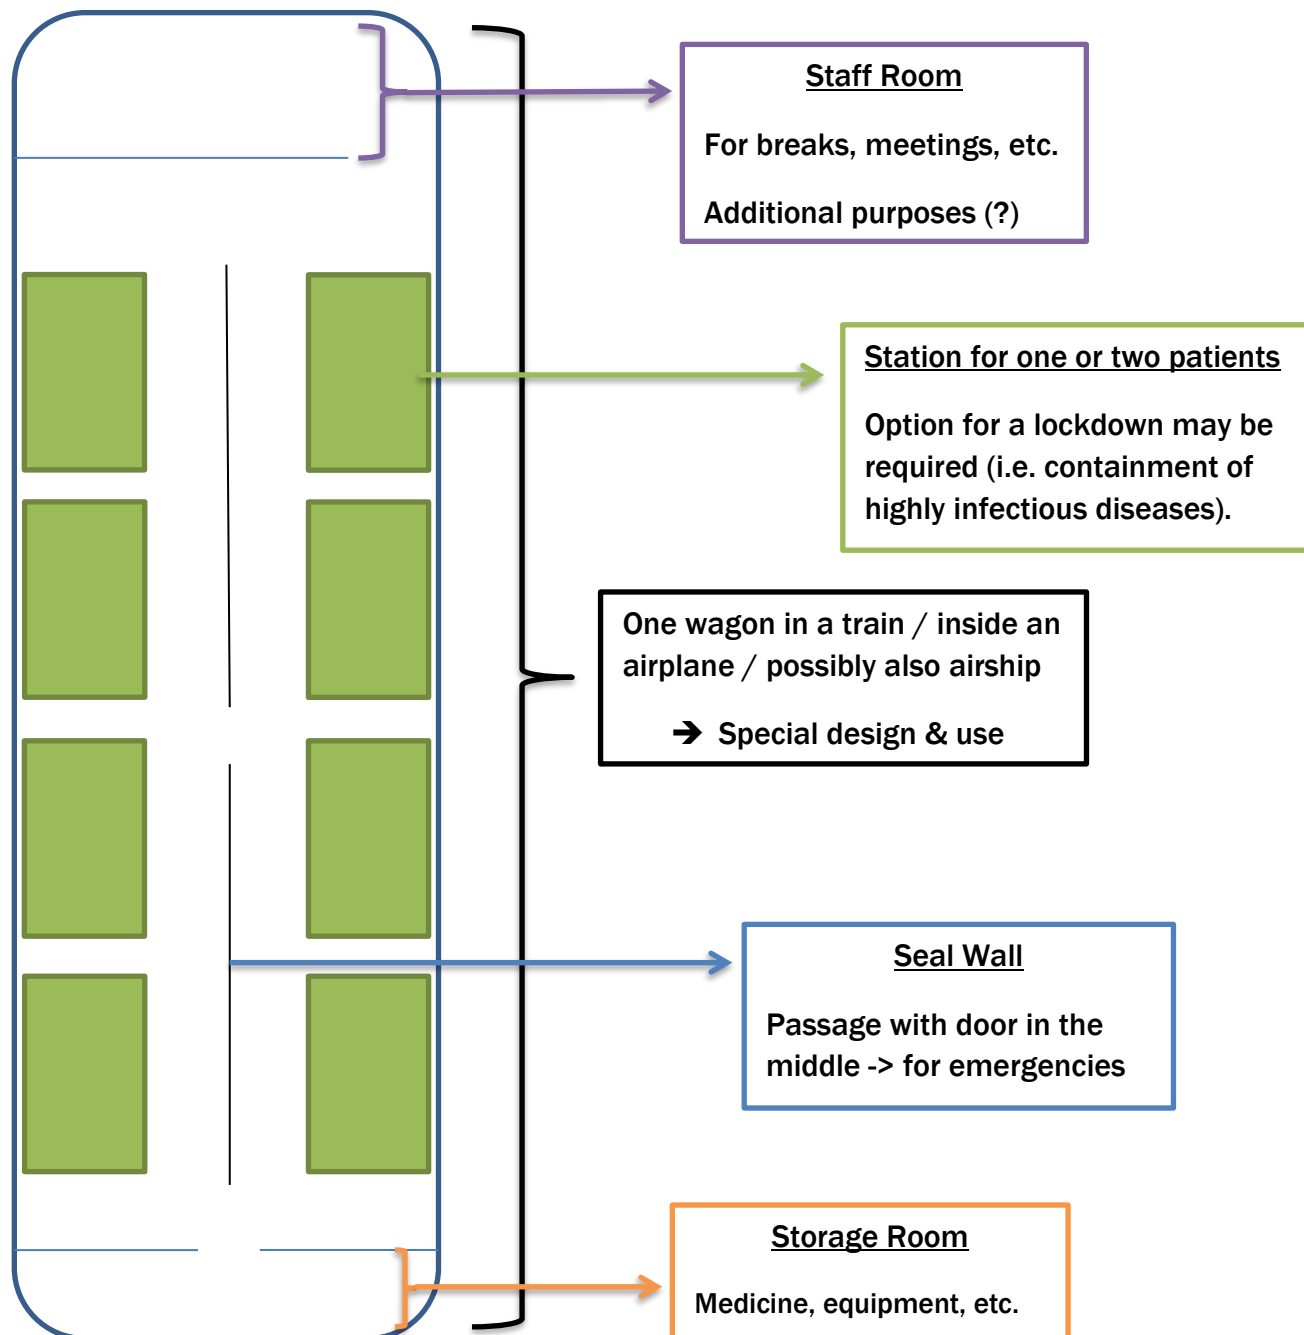 Staff Room
For breaks, meetings, etc.
Additional purposes (?)
Station for one or two patients
Option for a lockdown may be
required (i.e. containment of
highly infectious diseases).
One wagon in a train / inside an
airplane / possibly also airship
➔ Special design & use
Seal Wall
Passage with door in the
middle -> for emergencies
Storage Room
Medicine, equipment, etc.